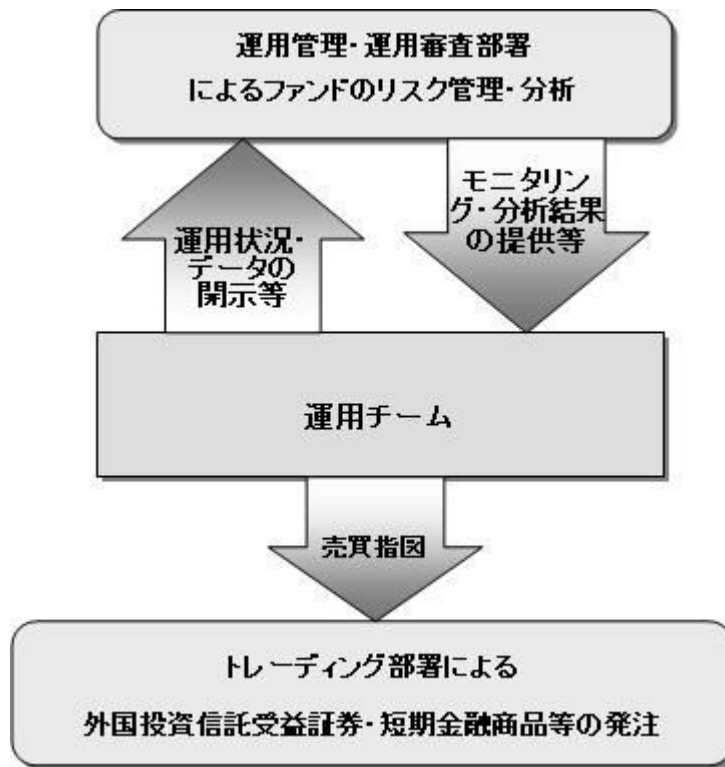 運用管理・運用審査部署
によるファンドのリスク管理・分析
運用状況・
データの
開示等
モニタリン
グ・分析結果
の提供等
運用チーム
売買指図
トレーディング部署による
外国投資信託受益証券・短期金融商品等の発注